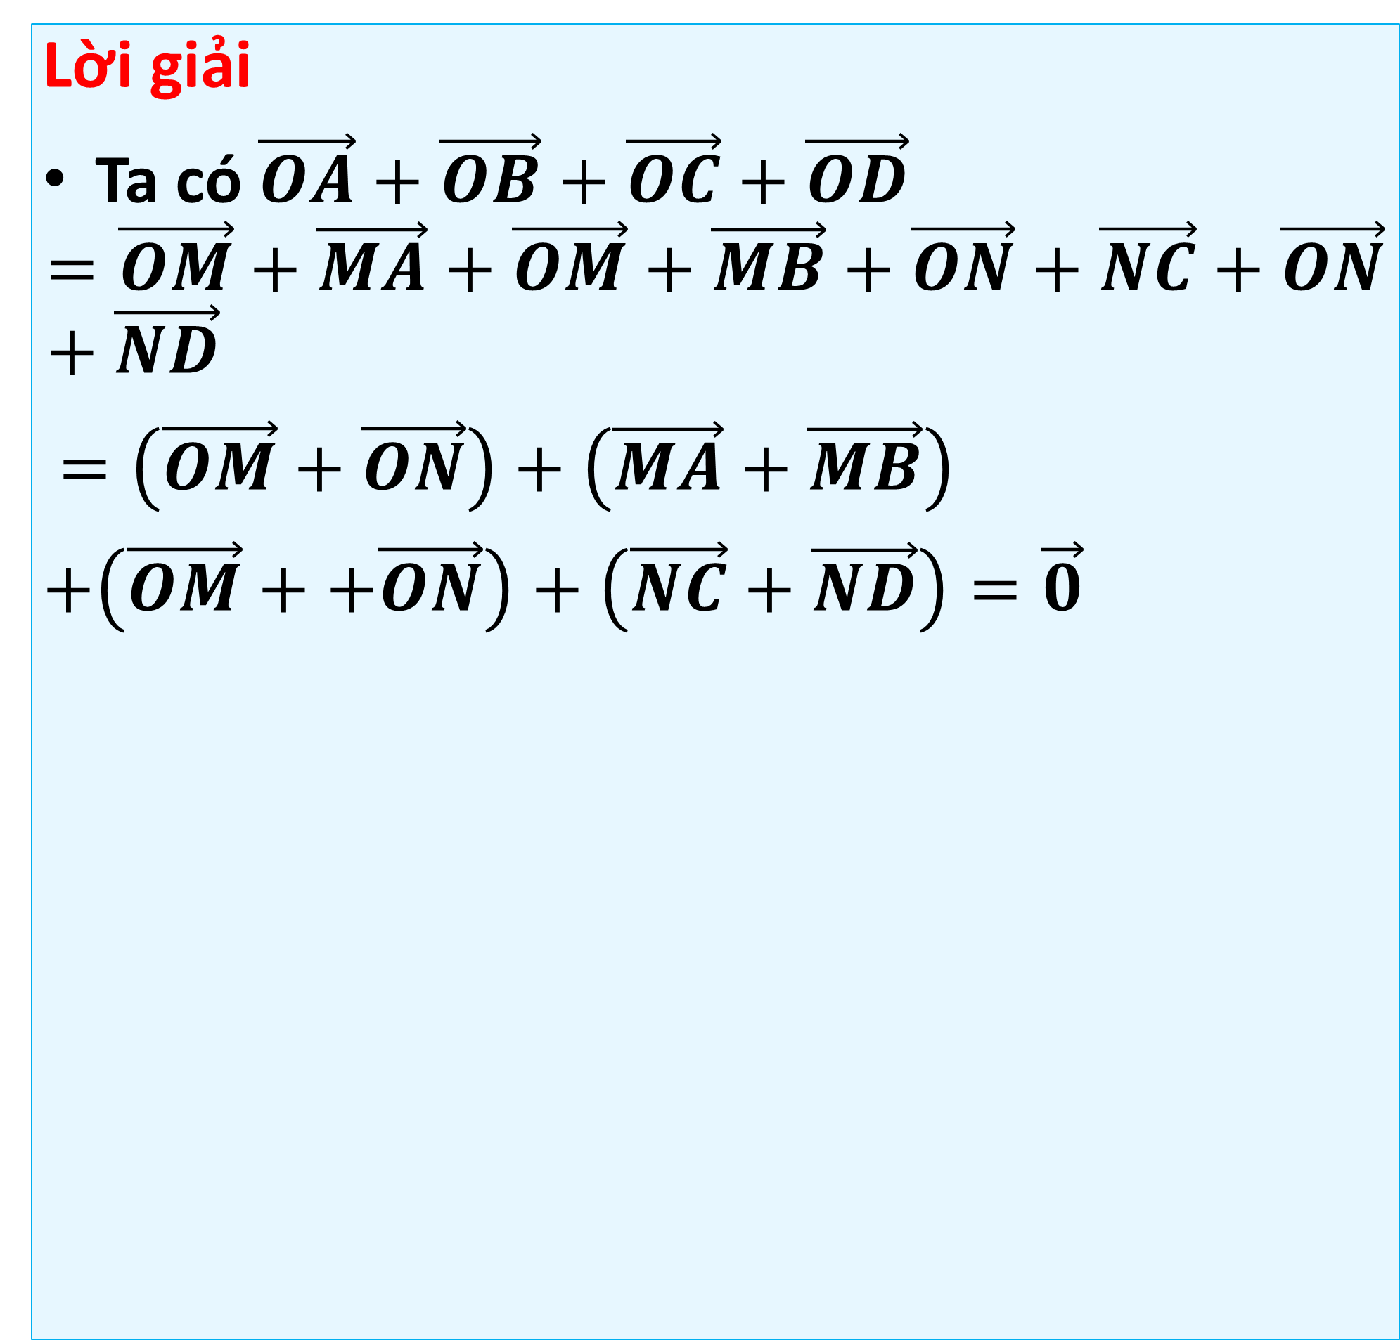 Lời giải
• Ta có $\overrightarrow{OA} + \overrightarrow{OB} + \overrightarrow{OC} + \overrightarrow{OD}$
$= \overrightarrow{OM} + \overrightarrow{MA} + \overrightarrow{OM} + \overrightarrow{MB} + \overrightarrow{ON} + \overrightarrow{NC} + \overrightarrow{ON}$
$+ \overrightarrow{ND}$
$= (\overrightarrow{OM} + \overrightarrow{ON}) + (\overrightarrow{MA} + \overrightarrow{MB})$
$+ (\overrightarrow{OM} + + \overrightarrow{ON}) + (\overrightarrow{NC} + \overrightarrow{ND}) = \overrightarrow{0}$